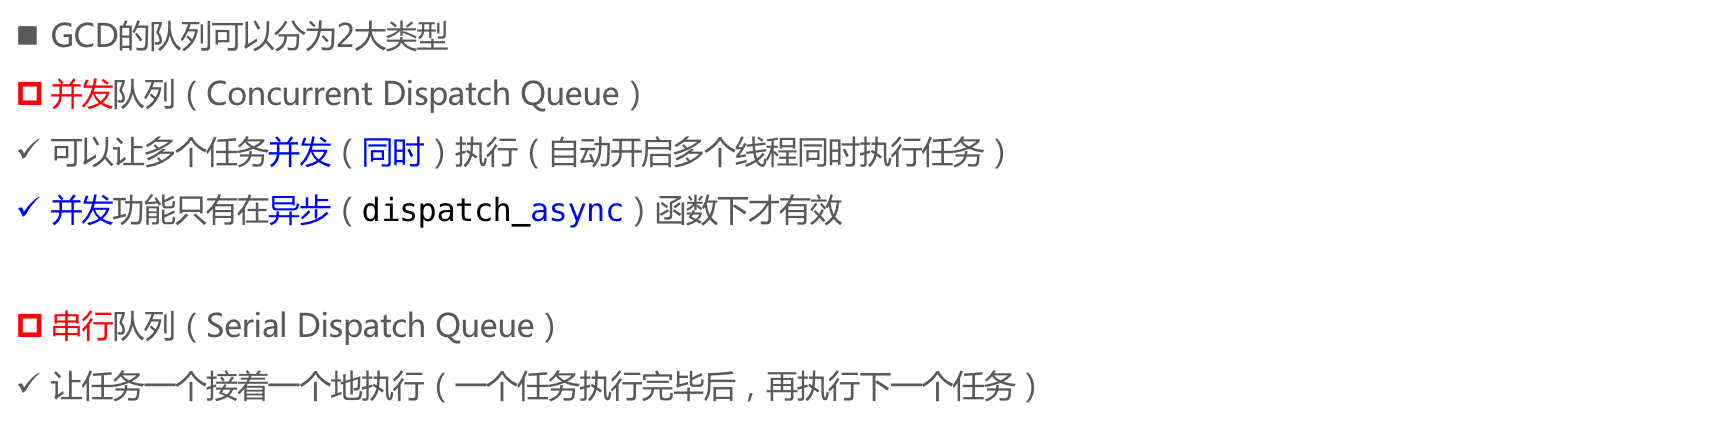 ■ GCD的队列可以分为2大类型
并发队列（Concurrent Dispatch Queue）
✓ 可以让多个任务并发（同时）执行（自动开启多个线程同时执行任务）
✓ 并发功能只有在异步（dispatch_async）函数下才有效
串行队列（Serial Dispatch Queue）
✓ 让任务一个接着一个地执行（一个任务执行完毕后，再执行下一个任务）